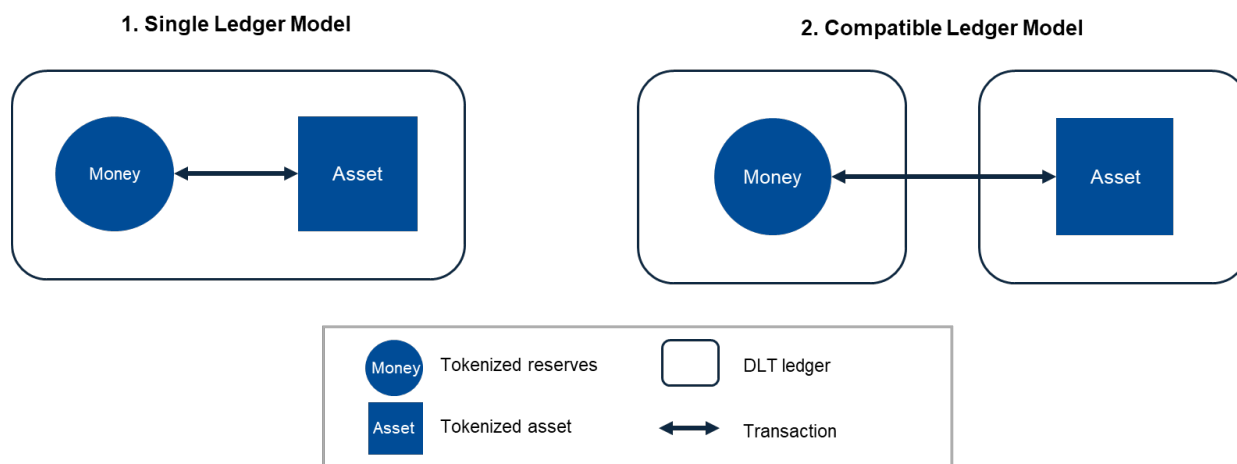 1. Single Ledger Model
2. Compatible Ledger Model
Money
Asset
Money
Asset
Money
Tokenized reserves
DLT ledger
Asset
Tokenized asset
Transaction